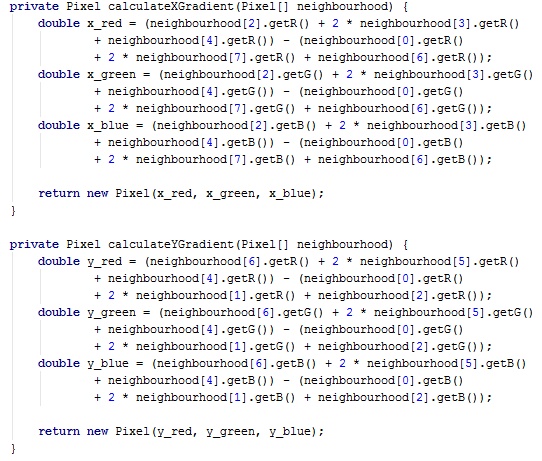 private Pixel calculateXGradient(Pixel[] neighbourhood) {
    double x_red = (neighbourhood[2].getR() + 2 * neighbourhood[3].getR()
            + neighbourhood[4].getR()) - (neighbourhood[0].getR()
            + 2 * neighbourhood[7].getR() + neighbourhood[6].getR());
    double x_green = (neighbourhood[2].getG() + 2 * neighbourhood[3].getG()
            + neighbourhood[4].getG()) - (neighbourhood[0].getG()
            + 2 * neighbourhood[7].getG() + neighbourhood[6].getG());
    double x_blue = (neighbourhood[2].getB() + 2 * neighbourhood[3].getB()
            + neighbourhood[4].getB()) - (neighbourhood[0].getB()
            + 2 * neighbourhood[7].getB() + neighbourhood[6].getB());

    return new Pixel(x_red, x_green, x_blue);
}

private Pixel calculateYGradient(Pixel[] neighbourhood) {
    double y_red = (neighbourhood[6].getR() + 2 * neighbourhood[5].getR()
            + neighbourhood[4].getR()) - (neighbourhood[0].getR()
            + 2 * neighbourhood[1].getR() + neighbourhood[2].getR());
    double y_green = (neighbourhood[6].getG() + 2 * neighbourhood[5].getG()
            + neighbourhood[4].getG()) - (neighbourhood[0].getG()
            + 2 * neighbourhood[1].getG() + neighbourhood[2].getG());
    double y_blue = (neighbourhood[6].getB() + 2 * neighbourhood[5].getB()
            + neighbourhood[4].getB()) - (neighbourhood[0].getB()
            + 2 * neighbourhood[1].getB() + neighbourhood[2].getB());

    return new Pixel(y_red, y_green, y_blue);
}